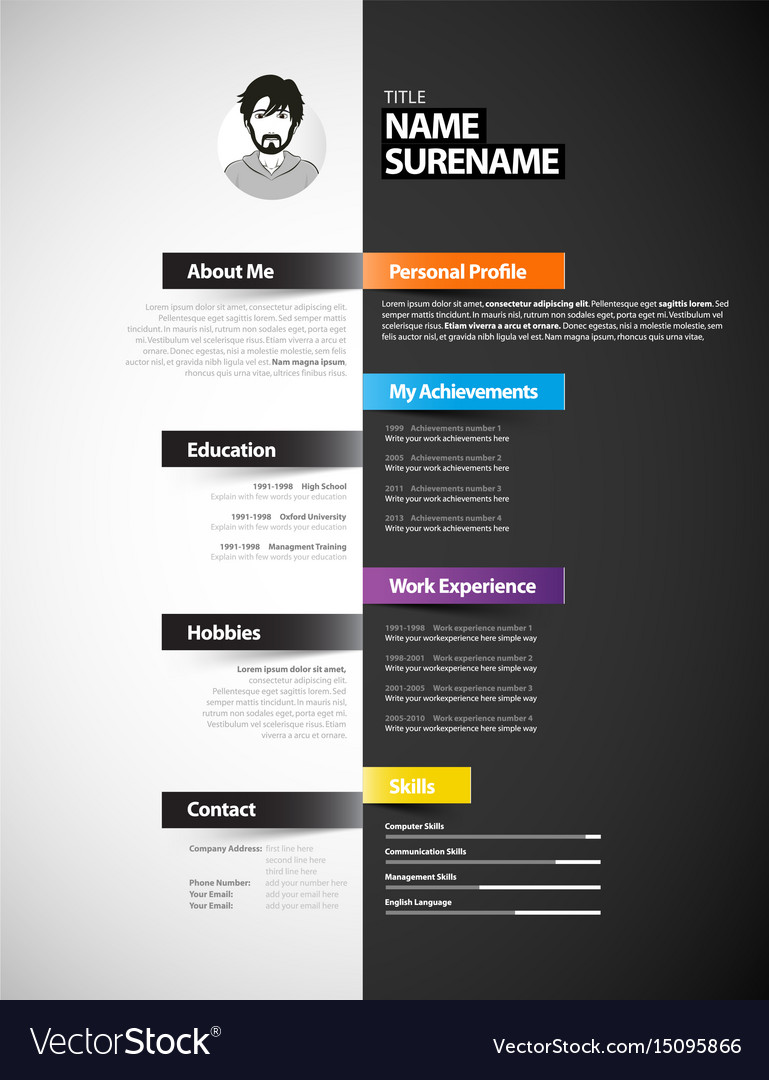 TITLE
NAME
SURENAME
About Me
Lorem ipsum dolor sit amet, consectetur adipiscing elit.
Pellentesque eget sagittis lorem. Sed semper mattis
tincidunt. In mauris nisl, rutrum non sodales, porta eget
mi. Vestibulum vel scelerisque risus. Etiam viverra a arcu et
ornare. Donec egestas, mi molestie molestie, sem felis
auctor nisl, et gravida lacus velit vel est. Nam magna ipsum,
rhoncus quis urna vitae, ultrices finibus risus.
Education
1991-1998 High School
Explain with few words your education
1991-1998 Oxford University
Explain with few words your education
1991-1998 Managment Training
Explain with few words your education
Hobbies
Lorem ipsum dolor sit amet,
consectetur adipiscing elit.
Pellentesque eget sagittis lorem. Sed
semper mattis tincidunt. In mauris nisl,
rutrum non sodales eget, porta eget mi.
Vestibulum vel scelerisque risus. Etiam
viverra a arcu et ornare.
Contact
Company Address: first line here
second line here
third line here
Phone Number: add your number here
Your Email: add your email here
Your Email: add your email here
Personal Profile
Lorem ipsum dolor sit amet, consectetur adipiscing elit. Pellentesque eget sagittis lorem. Sed
semper mattis tincidunt. In mauris nisl, rutrum non sodales eget, porta eget mi. Vestibulum vel
scelerisque risus. Etiam viverra a arcu et ornare. Donec egestas, mi molestie molestie, sem
felis auctor nisl, et gravida lacus velit vel est. Nam magna ipsum, rhoncus quis urna vitae,
My Achievements
1999 Achievements number 1
Write your work achievements here
2005 Achievements number 2
Write your work achievements here
2011 Achievements number 3
Write your work achievements here
2013 Achievements number 4
Write your work achievements here
Work Experience
1991-1998 Work experience number 1
Write your workexperience here simple way
1998-2001 Work experience number 2
Write your workexperience here simple way
2001-2005 Work experience number 3
Write your workexperience here simple way
2005-2010 Work experience number 4
Write your workexperience here simple way
Skills
Computer Skills
Communication Skills
Management Skills
English Language
VectorStock®
VectorStock.com/15095866